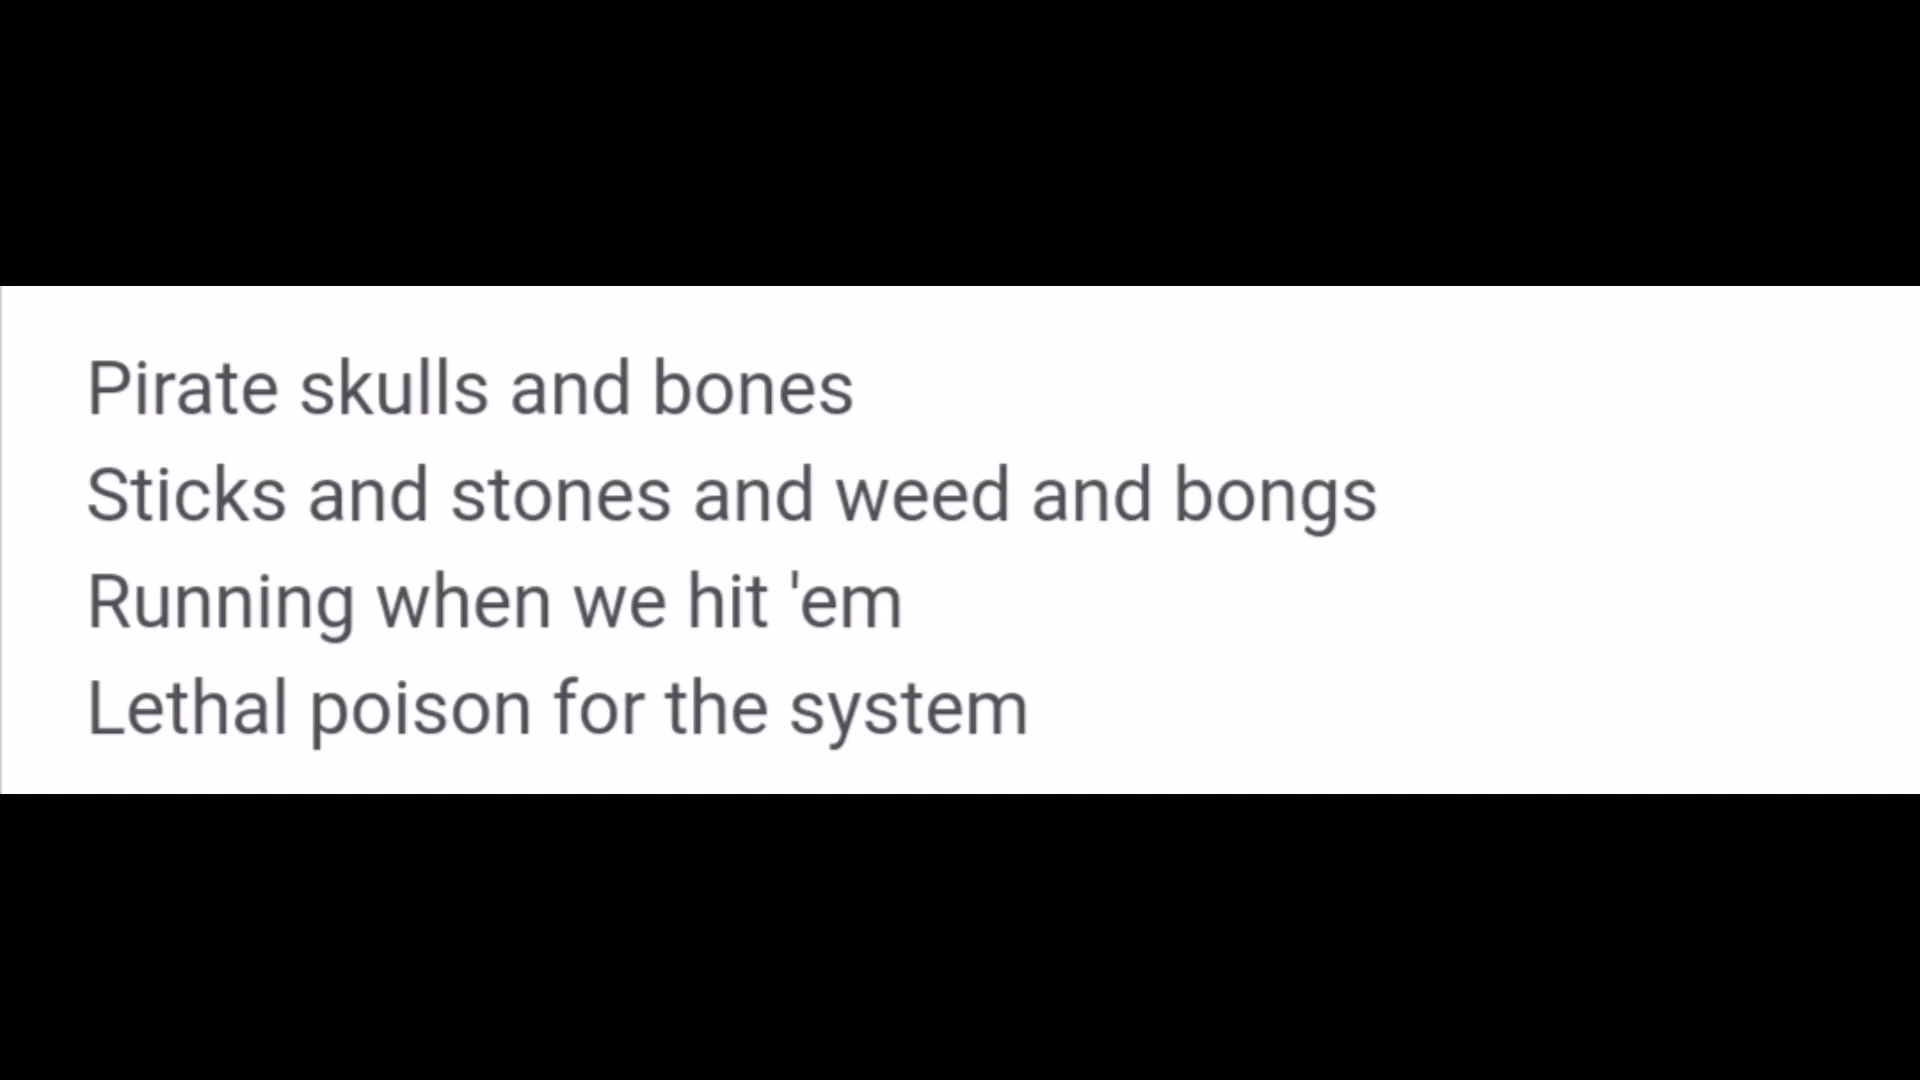 Pirate skulls and bones
Sticks and stones and weed and bongs
Running when we hit 'em
Lethal poison for the system